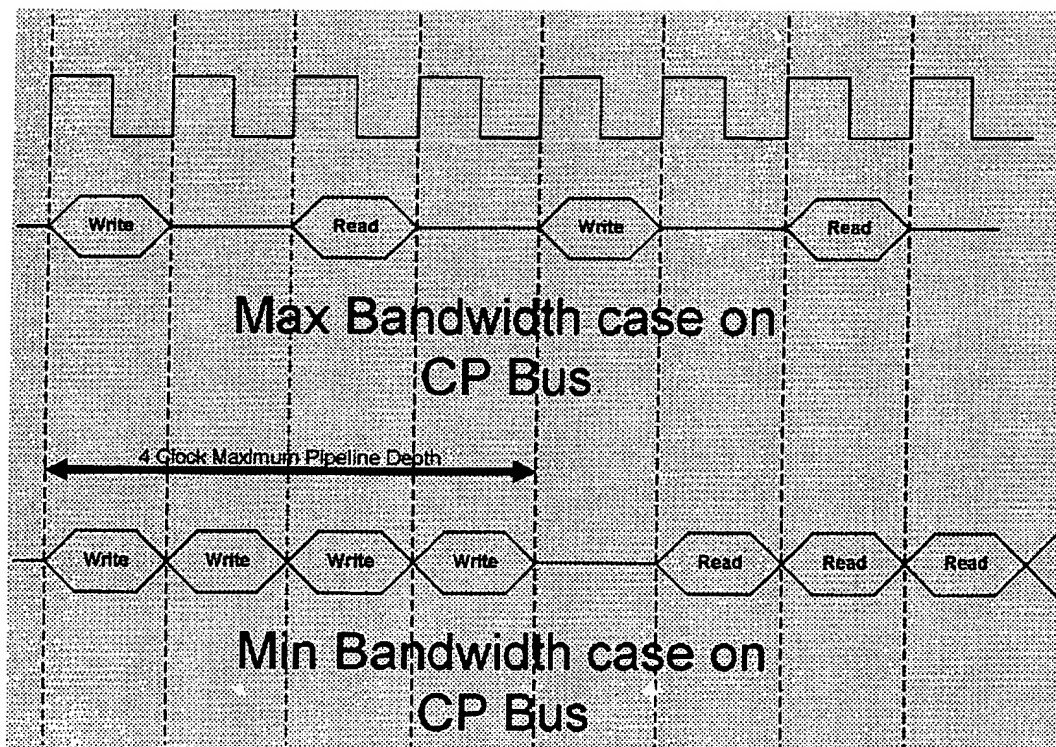 Write Read Write Read
Max Bandwidth case on
CP Bus
4 Clock Maximum Pipeline Depth
Write Write Write Write Read Read Read
Min Bandwidth case on
CP Bus